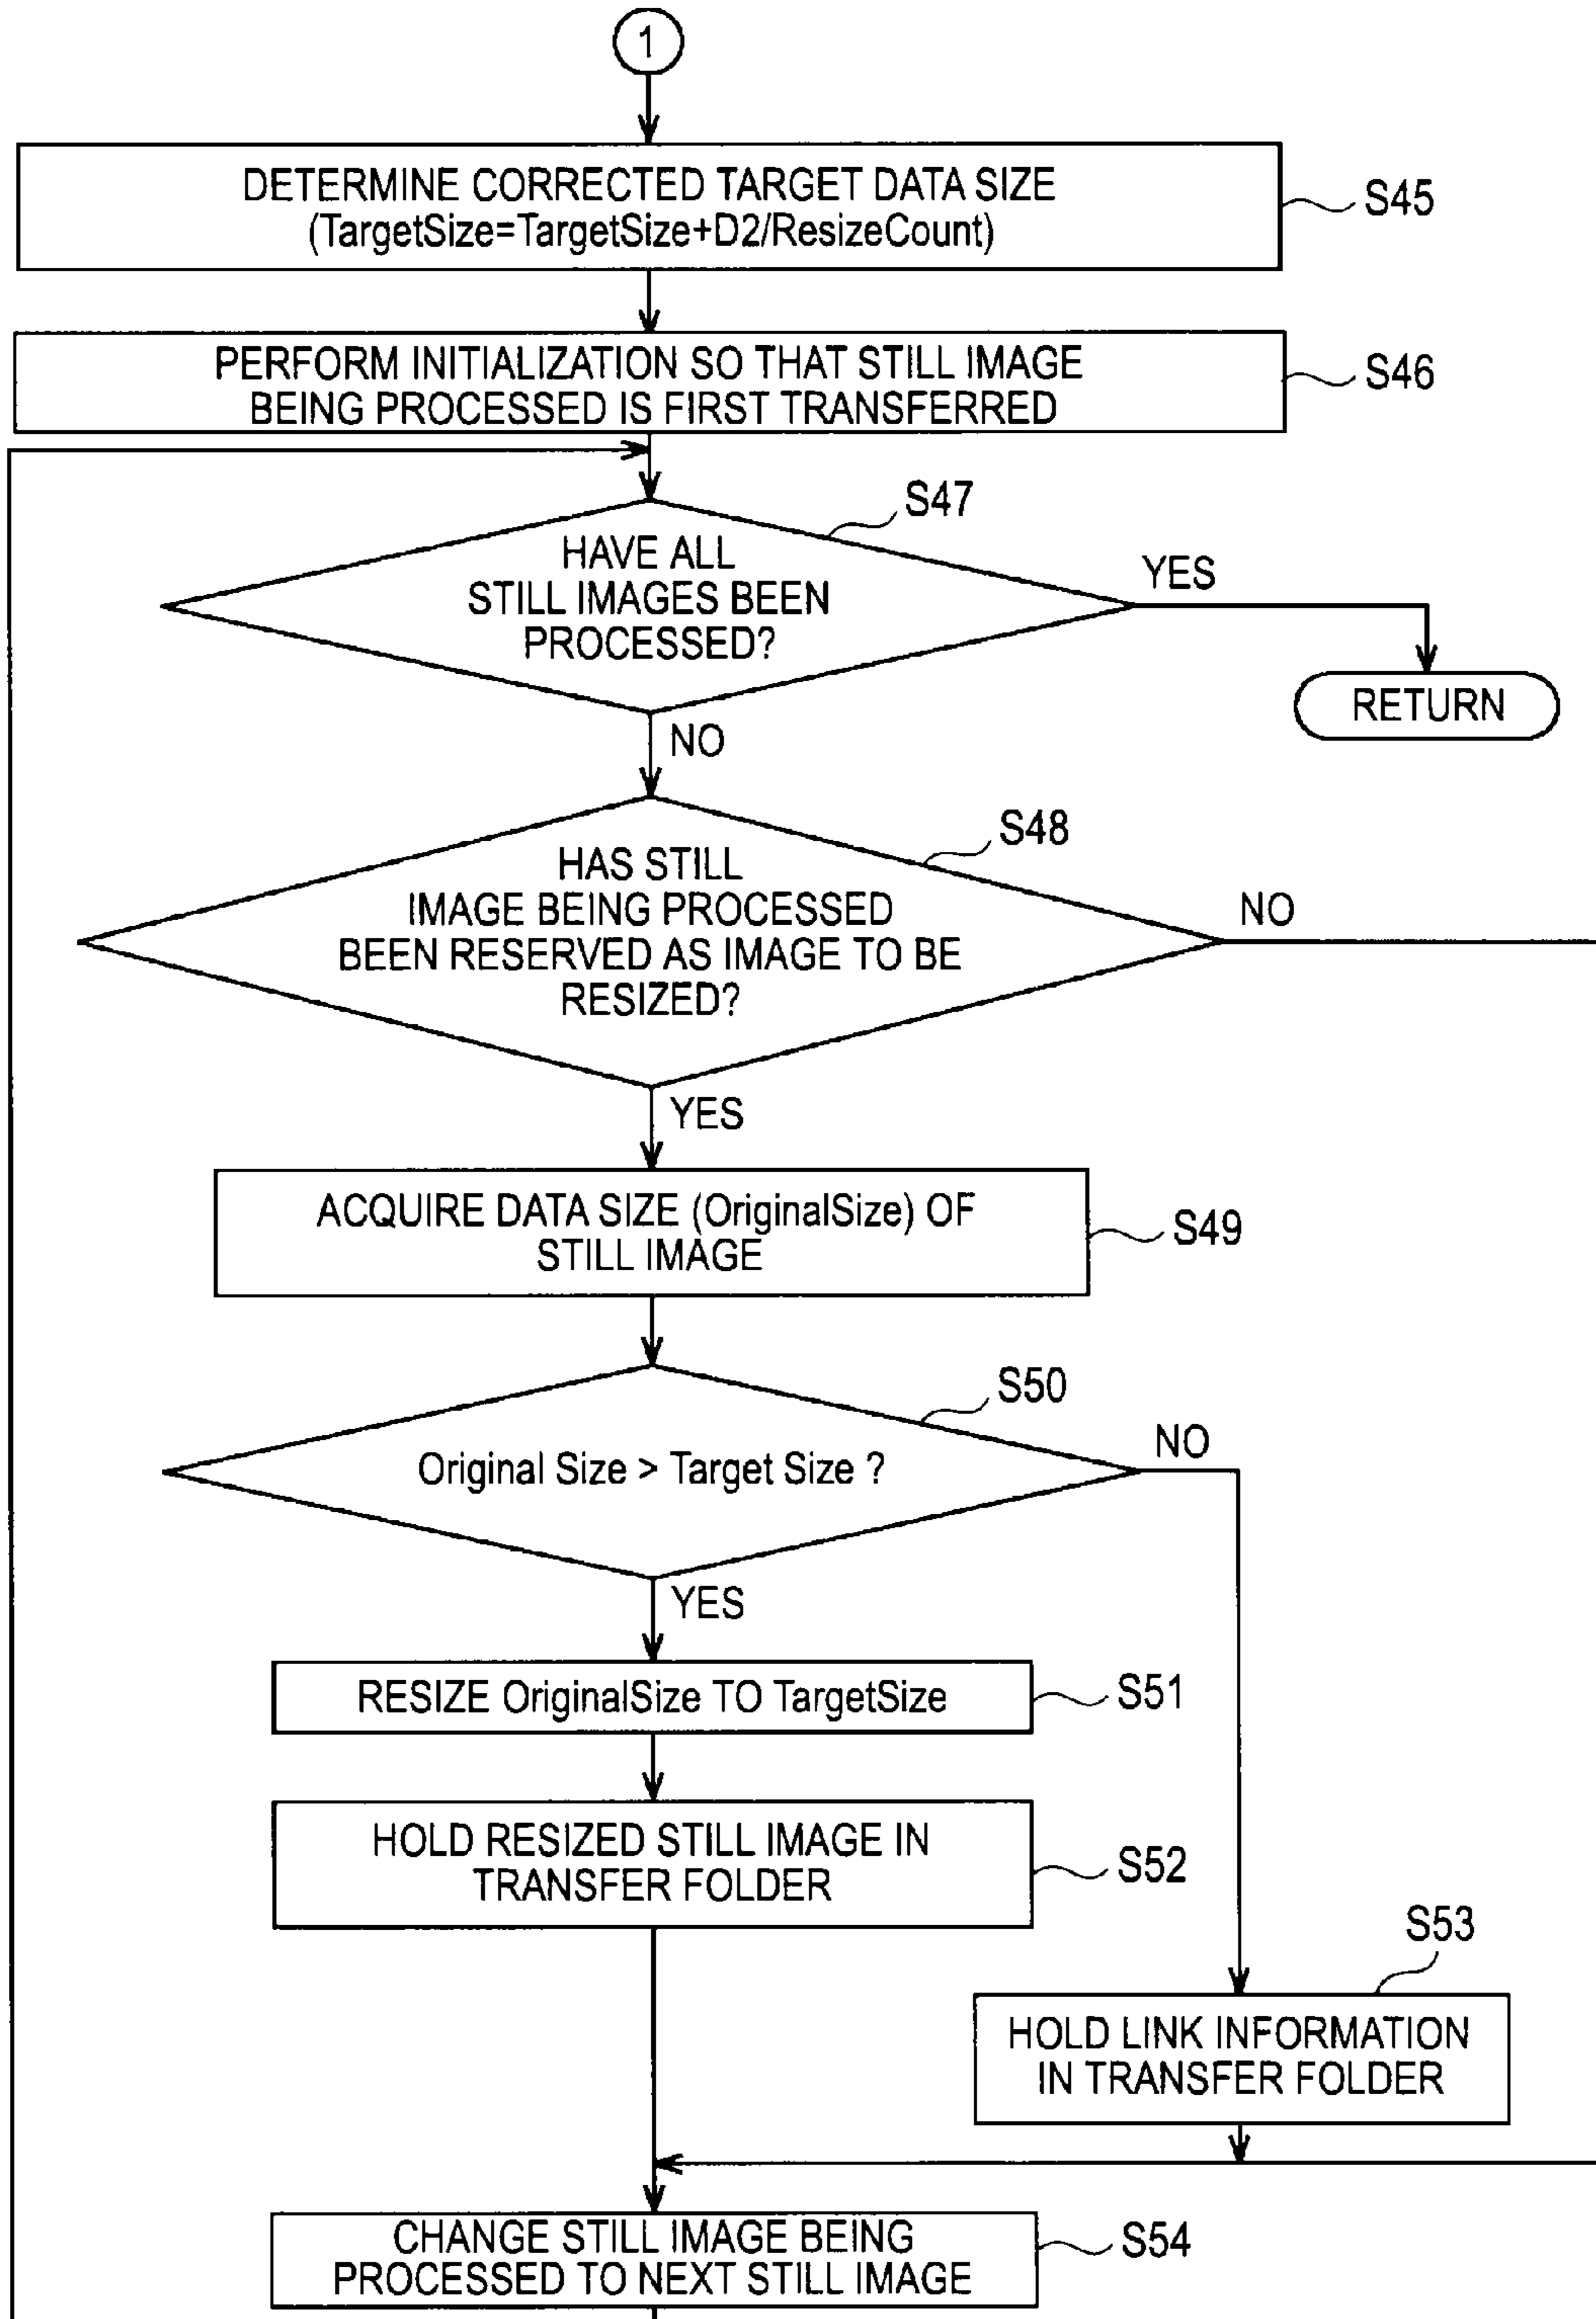 1
DETERMINE CORRECTED TARGET DATA SIZE
(TargetSize=TargetSize+D2/ResizeCount)
S45
PERFORM INITIALIZATION SO THAT STILL IMAGE
BEING PROCESSED IS FIRST TRANSFERRED
S46
S47
HAVE ALL
STILL IMAGES BEEN
PROCESSED?
YES
RETURN
NO
S48
HAS STILL
IMAGE BEING PROCESSED
BEEN RESERVED AS IMAGE TO BE
RESIZED?
NO
YES
ACQUIRE DATA SIZE (OriginalSize) OF
STILL IMAGE
S49
S50
Original Size > Target Size ?
NO
YES
RESIZE OriginalSize TO TargetSize
S51
HOLD RESIZED STILL IMAGE IN
TRANSFER FOLDER
S52
S53
HOLD LINK INFORMATION
IN TRANSFER FOLDER
CHANGE STILL IMAGE BEING
PROCESSED TO NEXT STILL IMAGE
S54